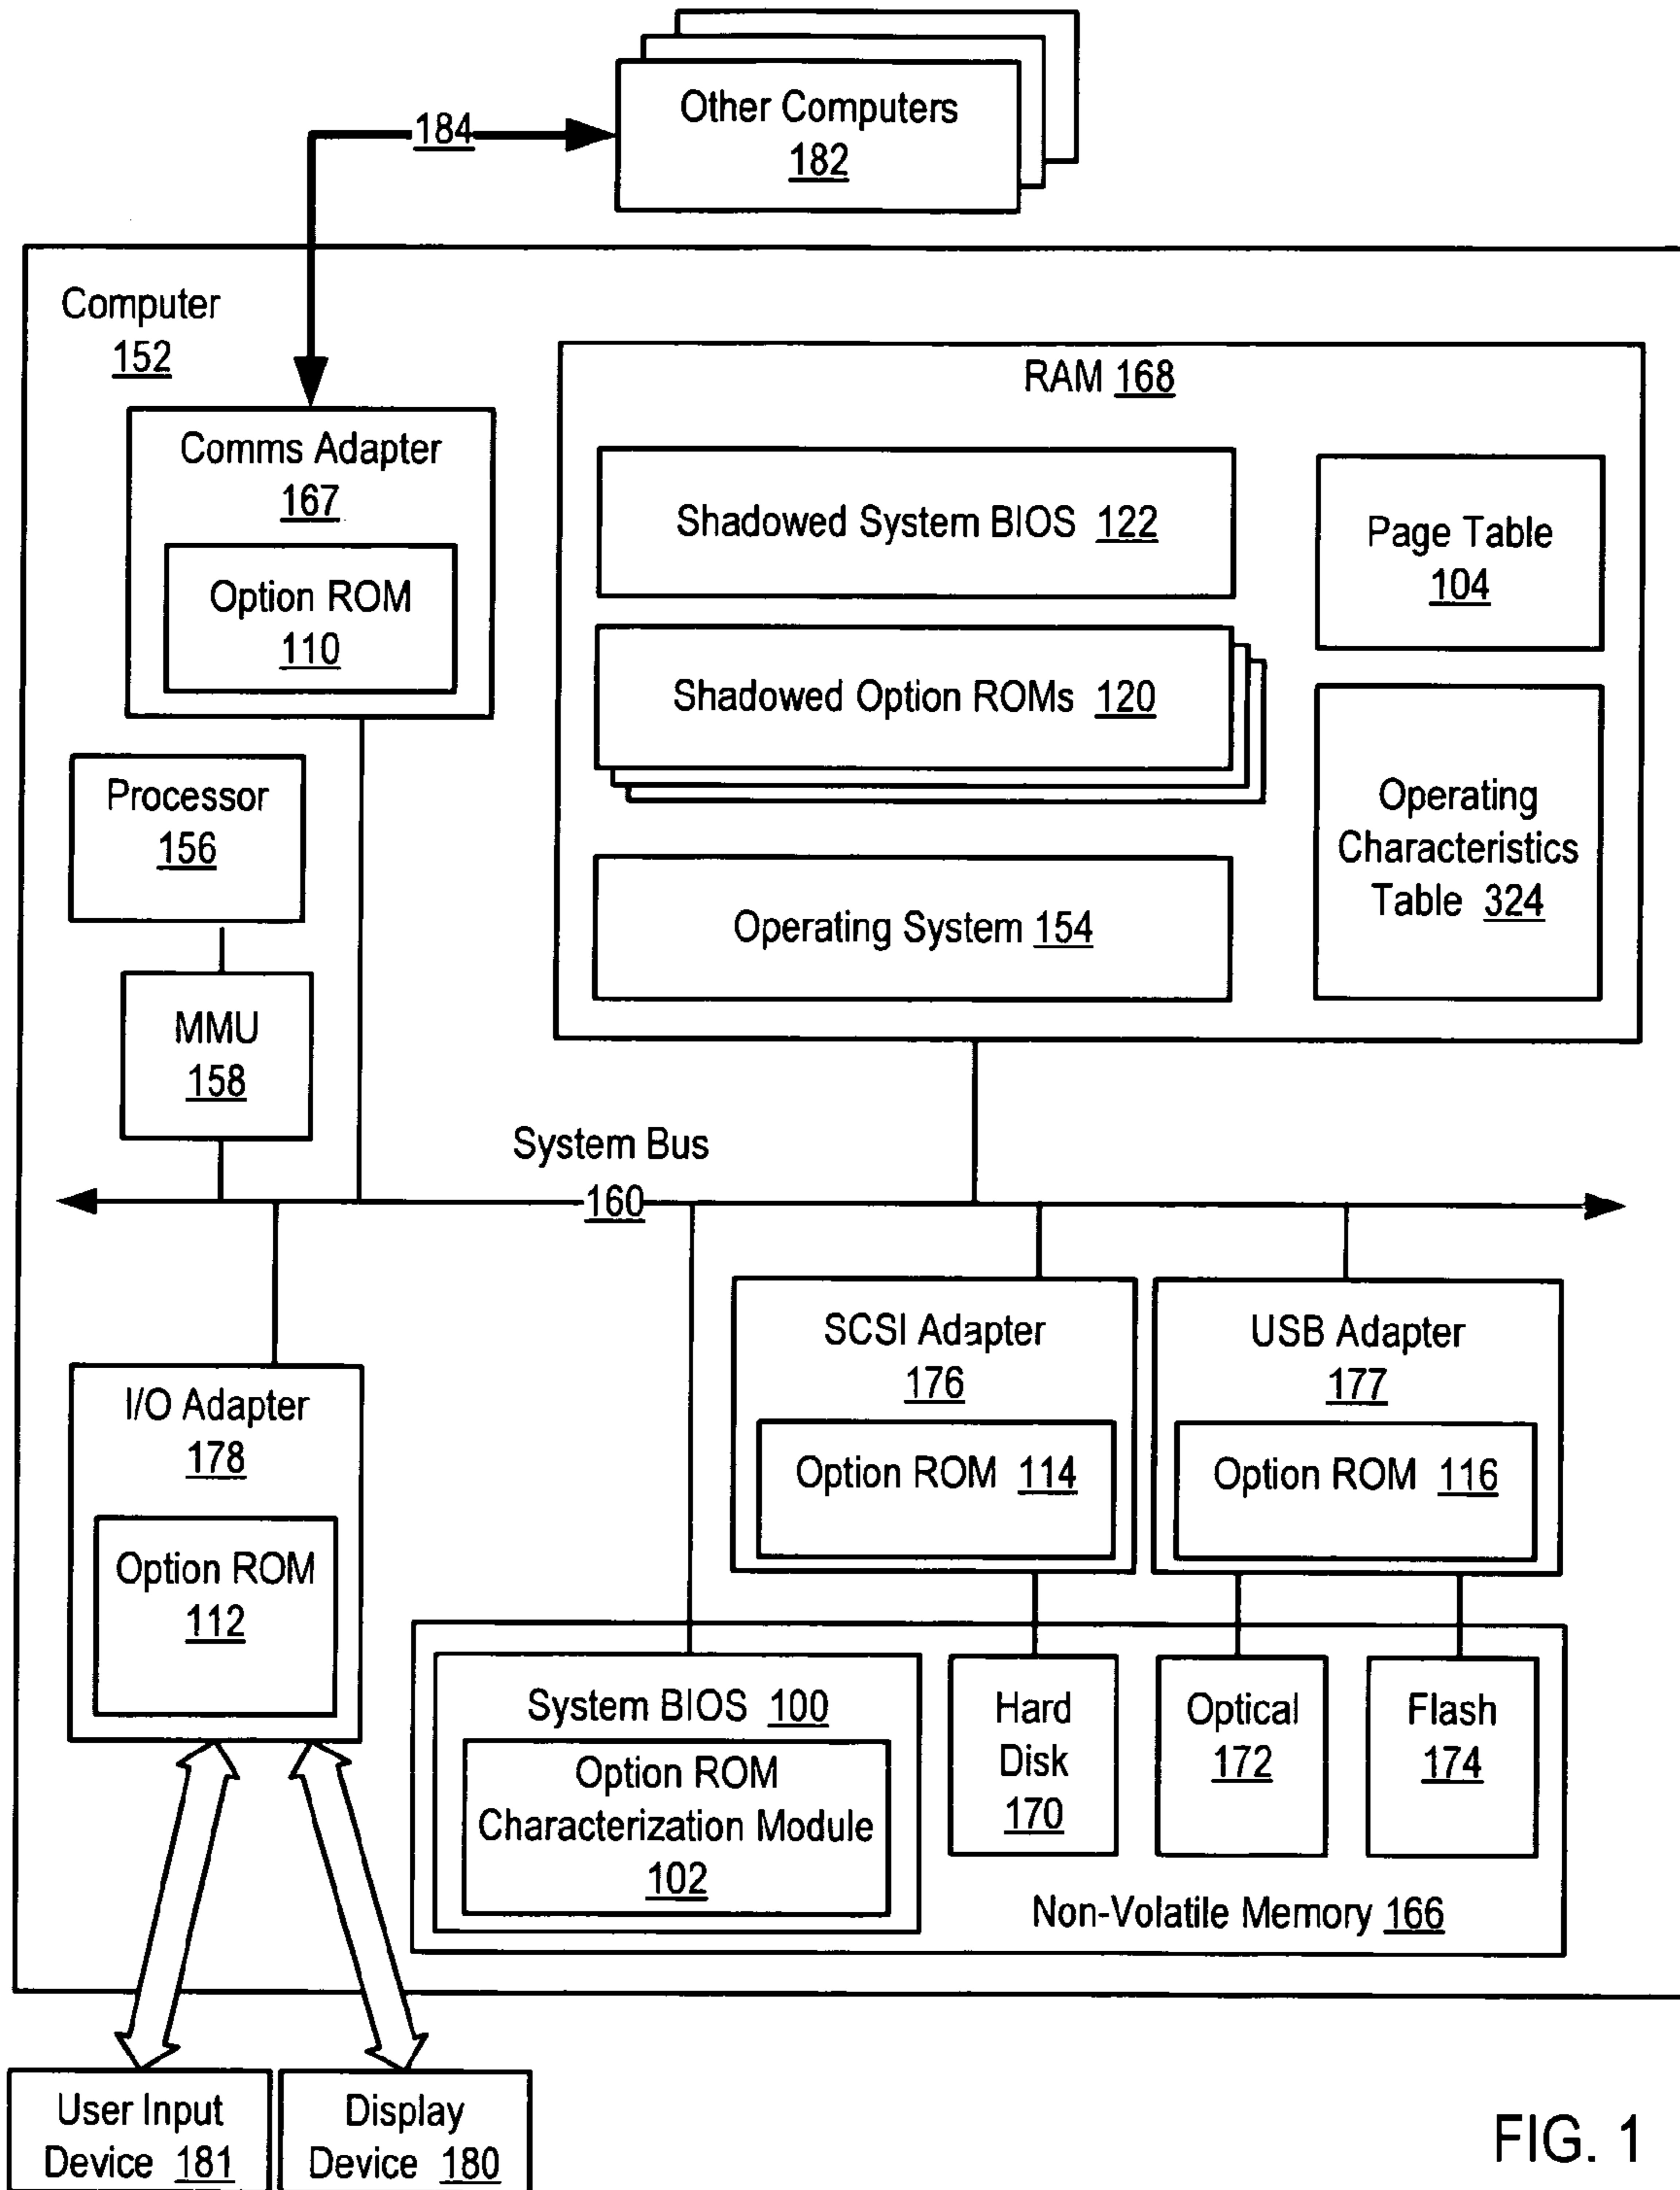 Other Computers
182
184
Computer
152
RAM 168
Comms Adapter
167
Option ROM
110
Shadowed System BIOS 122
Page Table
104
Shadowed Option ROMs 120
Operating
Characteristics
Table 324
Operating System 154
Processor
156
MMU
158
System Bus
160
SCSI Adapter
176
Option ROM 114
USB Adapter
177
Option ROM 116
I/O Adapter
178
Option ROM
112
System BIOS 100
Option ROM
Characterization Module
102
Hard
Disk
170
Optical
172
Flash
174
Non-Volatile Memory 166
User Input
Device 181
Display
Device 180
FIG. 1